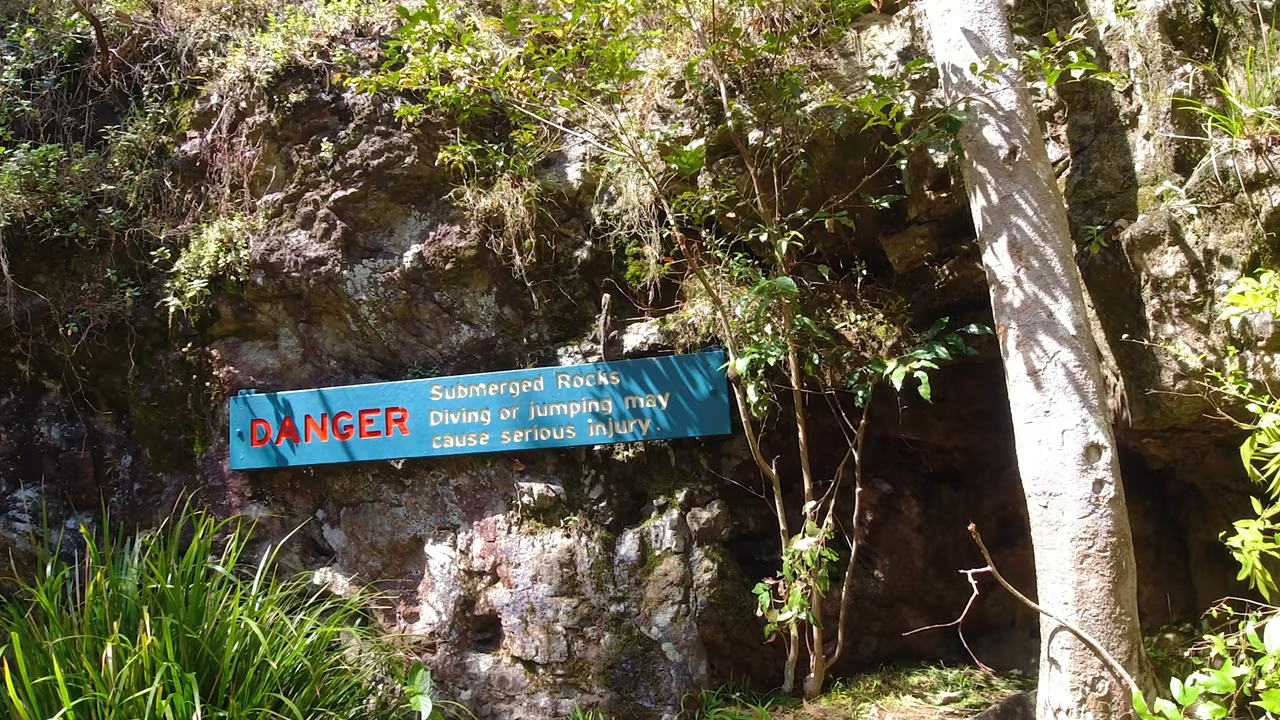 DANGER
Submerged Rocks
Diving or jumping may
cause serious injury.